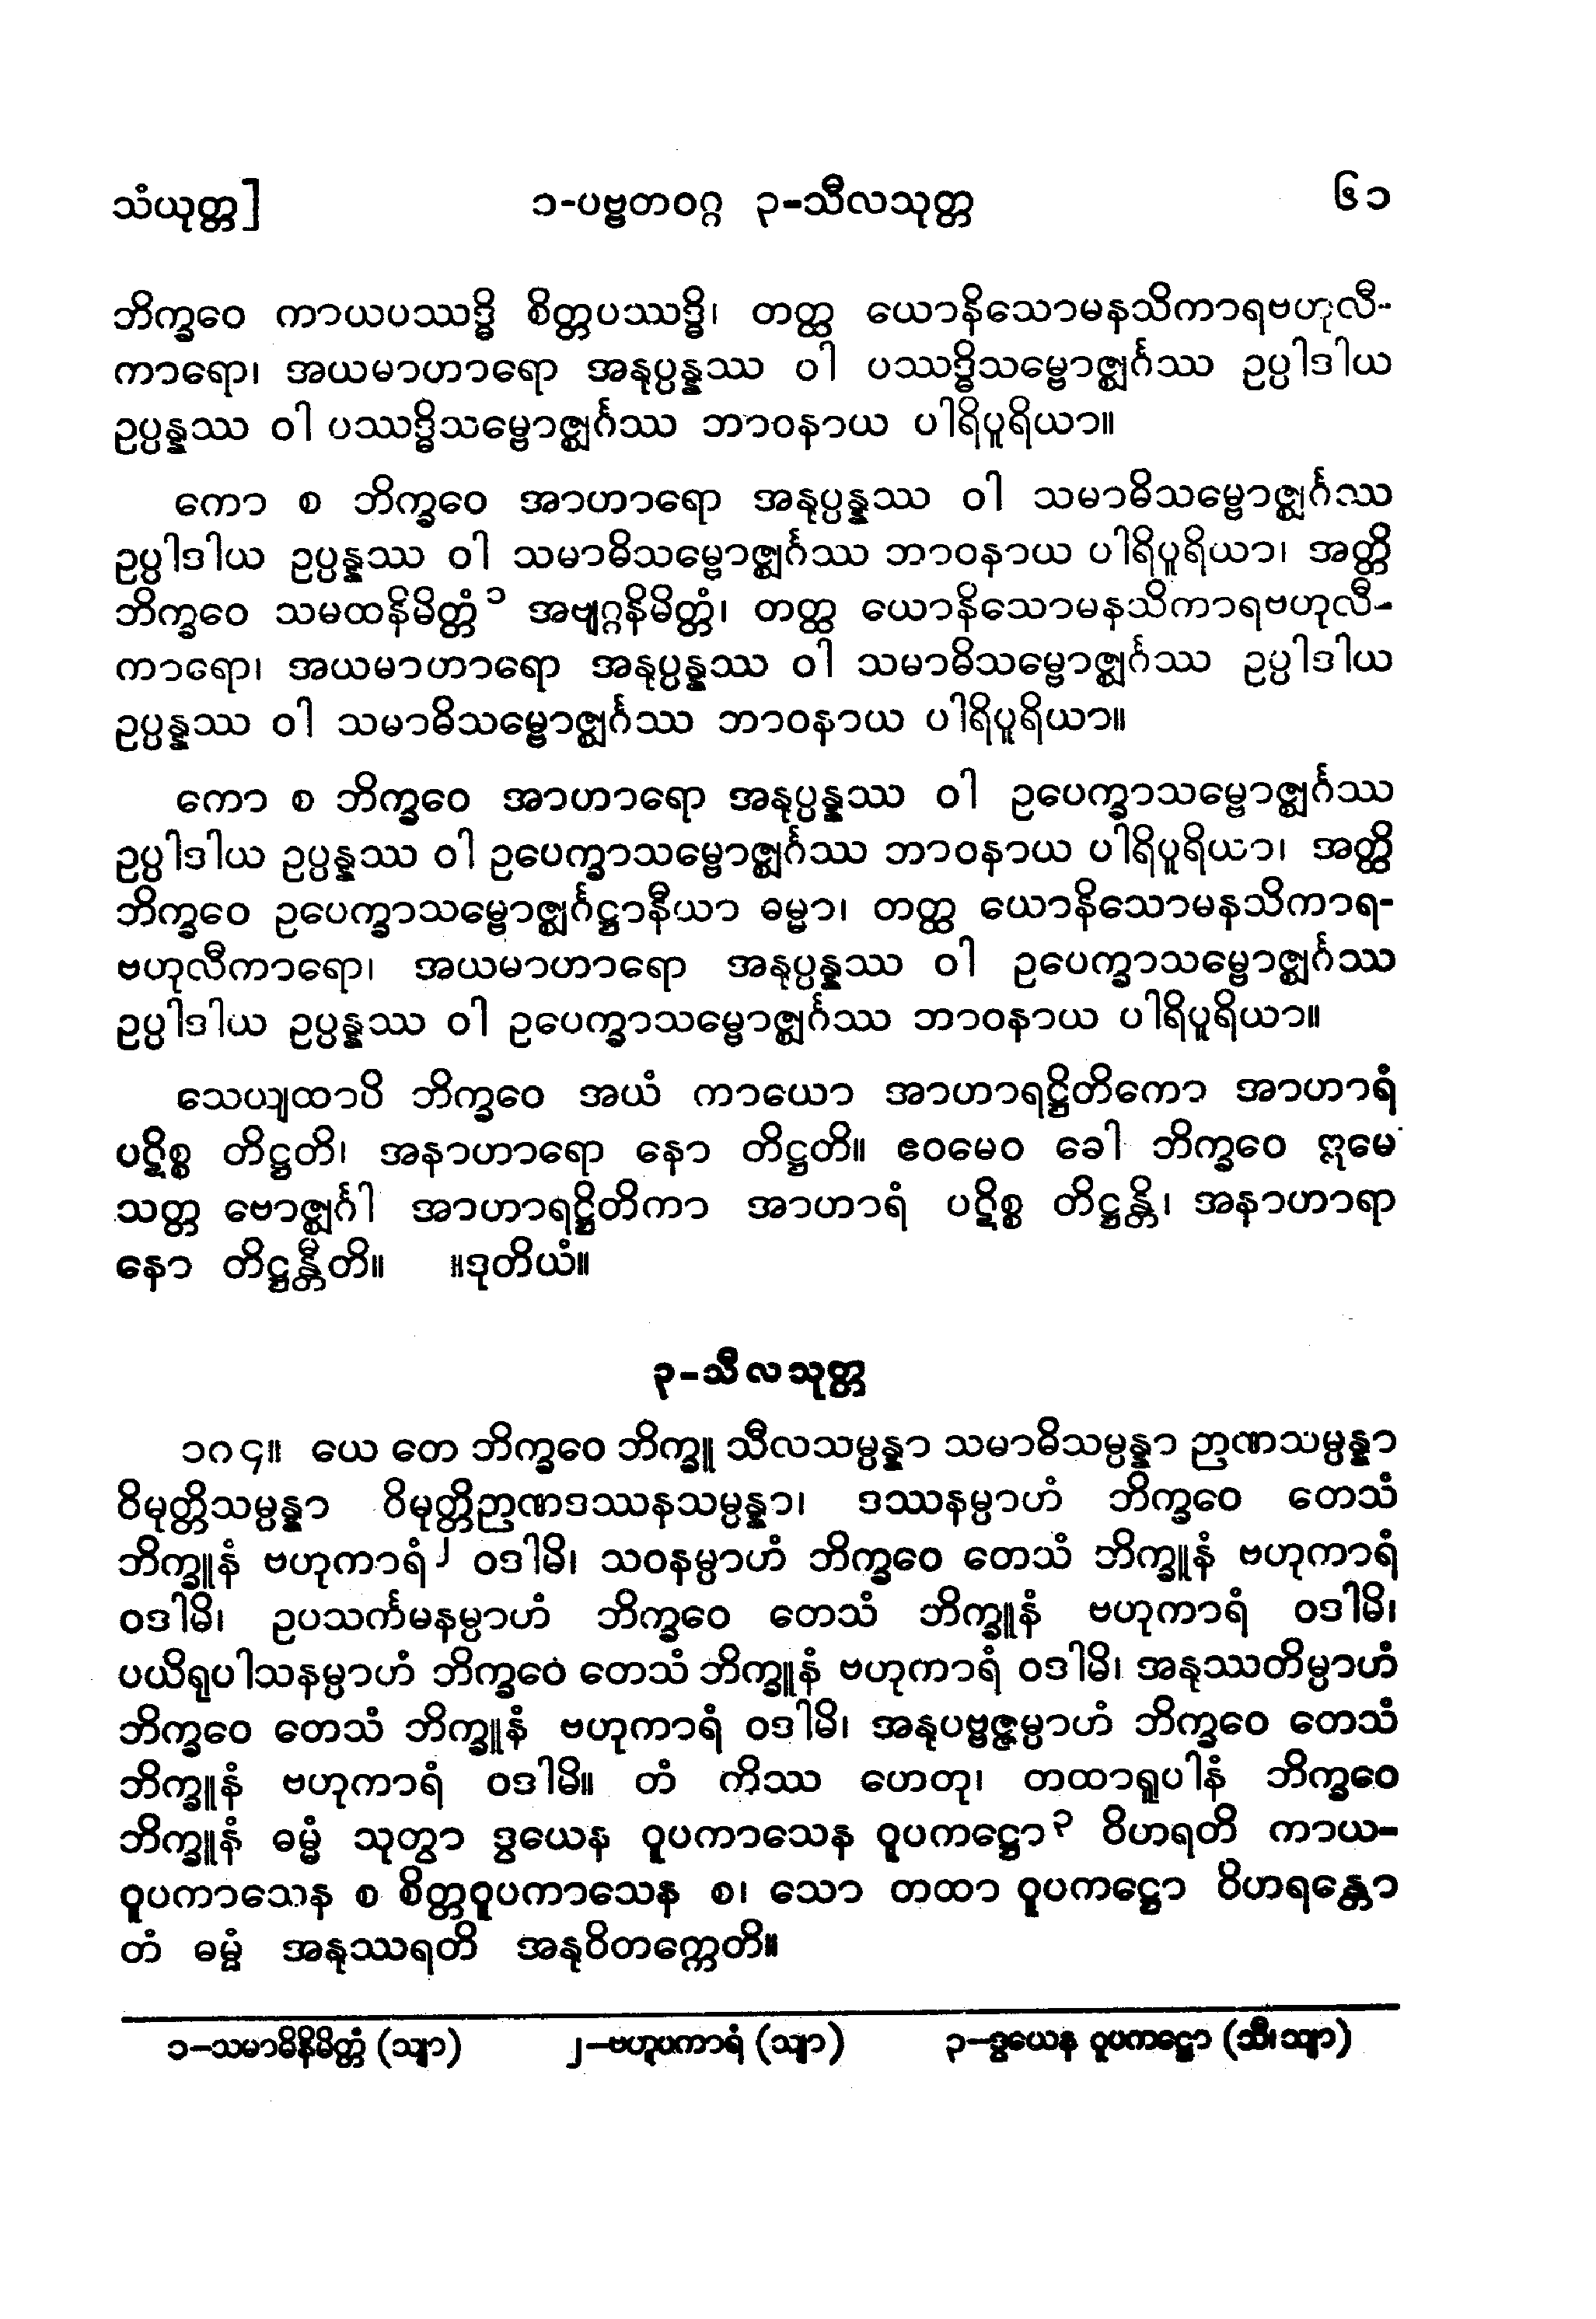 သံယုတ္တ]	၁-ပဗ္ဗတဝဂ္ဂ ၃-သီလသုတ္တ	၆၁
ဘိက္ခဝေ ကာယပဿဒ္ဓိ စိတ္တပဿဒ္ဓိ၊ တတ္ထ ယောနိသောမနသိကာရဗဟုလီ-
ကာရော၊ အယမာဟာရော အနုပ္ပန္နဿ ဝါ ပဿဒ္ဓိသမ္ဗောဇ္ဈင်္ဂဿ ဥပ္ပါဒါယ
ဥပ္ပန္နဿ ဝါ ပဿဒ္ဓိသမ္ဗောဇ္ဈင်္ဂဿ ဘာဝနာယ ပါရိပူရိယာ။
ကော စ ဘိက္ခဝေ အာဟာရော အနုပ္ပန္နဿ ဝါ သမာဓိသမ္ဗောဇ္ဈင်္ဂဿ
ဥပ္ပါဒါယ ဥပ္ပန္နဿ ဝါ သမာဓိသမ္ဗောဇ္ဈင်္ဂဿ ဘာဝနာယ ပါရိပူရိယာ၊ အတ္ထိ
ဘိက္ခဝေ သမထနိမိတ္တံ၁ အဗျဂ္ဂနိမိတ္တံ၊ တတ္ထ ယောနိသောမနသိကာရဗဟုလီ-
ကာရော၊ အယမာဟာရော အနုပ္ပန္နဿ ဝါ သမာဓိသမ္ဗောဇ္ဈင်္ဂဿ ဥပ္ပါဒါယ
ဥပ္ပန္နဿ ဝါ သမာဓိသမ္ဗောဇ္ဈင်္ဂဿ ဘာဝနာယ ပါရိပူရိယာ။
ကော စ ဘိက္ခဝေ အာဟာရော အနုပ္ပန္နဿ ဝါ ဥပေက္ခာသမ္ဗောဇ္ဈင်္ဂဿ
ဥပ္ပါဒါယ ဥပ္ပန္နဿ ဝါ ဥပေက္ခာသမ္ဗောဇ္ဈင်္ဂဿ ဘာဝနာယ ပါရိပူရိယာ၊ အတ္ထိ
ဘိက္ခဝေ ဥပေက္ခာသမ္ဗောဇ္ဈင်္ဂဋ္ဌာနီယာ ဓမ္မာ၊ တတ္ထ ယောနိသောမနသိကာရ-
ဗဟုလီကာရော၊ အယမာဟာရော အနုပ္ပန္နဿ ဝါ ဥပေက္ခာသမ္ဗောဇ္ဈင်္ဂဿ
ဥပ္ပါဒါယ ဥပ္ပန္နဿ ဝါ ဥပေက္ခာသမ္ဗောဇ္ဈင်္ဂဿ ဘာဝနာယ ပါရိပူရိယာ။
သေယျထာပိ ဘိက္ခဝေ အယံ ကာယော အာဟာရဋ္ဌိတိကော အာဟာရံ
ပဋိစ္စ တိဋ္ဌတိ၊ အနာဟာရော နော တိဋ္ဌတိ။ ဧဝမေဝ ခေါ ဘိက္ခဝေ ဣမေ
သတ္တ ဗောဇ္ဈင်္ဂါ အာဟာရဋ္ဌိတိကာ အာဟာရံ ပဋိစ္စ တိဋ္ဌန္တိ၊ အနာဟာရာ
နော တိဋ္ဌန္တီတိ။ ။ဒုတိယံ။
၃-သီလသုတ္တ
၁၈၄။ ယေ တေ ဘိက္ခဝေ ဘိက္ခူ သီလသမ္ပန္နာ သမာဓိသမ္ပန္နာ ဉာဏသမ္ပန္နာ
ဝိမုတ္တိသမ္ပန္နာ ဝိမုတ္တိဉာဏဒဿနသမ္ပန္နာ၊ ဒဿနမ္ပာဟံ ဘိက္ခဝေ တေသံ
ဘိက္ခူနံ ဗဟုကာရံ၂ ဝဒါမိ၊ သဝနမ္ပာဟံ ဘိက္ခဝေ တေသံ ဘိက္ခူနံ ဗဟုကာရံ
ဝဒါမိ၊ ဥပသင်္ကမနမ္ပာဟံ ဘိက္ခဝေ တေသံ ဘိက္ခူနံ ဗဟုကာရံ ဝဒါမိ၊
ပယိရုပါသနမ္ပာဟံ ဘိက္ခဝေ တေသံ ဘိက္ခူနံ ဗဟုကာရံ ဝဒါမိ၊ အနုဿတိမ္ပာဟံ
ဘိက္ခဝေ တေသံ ဘိက္ခူနံ ဗဟုကာရံ ဝဒါမိ၊ အနုပဗ္ဗဇ္ဇမ္ပာဟံ ဘိက္ခဝေ တေသံ
ဘိက္ခူနံ ဗဟုကာရံ ဝဒါမိ။ တံ ကိဿ ဟေတု၊ တထာရူပါနံ ဘိက္ခဝေ
ဘိက္ခူနံ ဓမ္မံ သုတွာ ဒွယေန ဝူပကာသေန ဝူပကဋ္ဌော၃ ဝိဟရတိ ကာယ-
ဝူပကာသေန စ စိတ္တဝူပကာသေန စ၊ သော တထာ ဝူပကဋ္ဌော ဝိဟရန္တော
တံ ဓမ္မံ အနုဿရတိ အနုဝိတက္ကေတိ။
၁-သမာဓိနိမိတ္တံ (သျာ)	၂-ဗဟူပကာရံ (သျာ)	၃-ဒွယေန ဝူပကဋ္ဌော (သီ၊ သျာ)